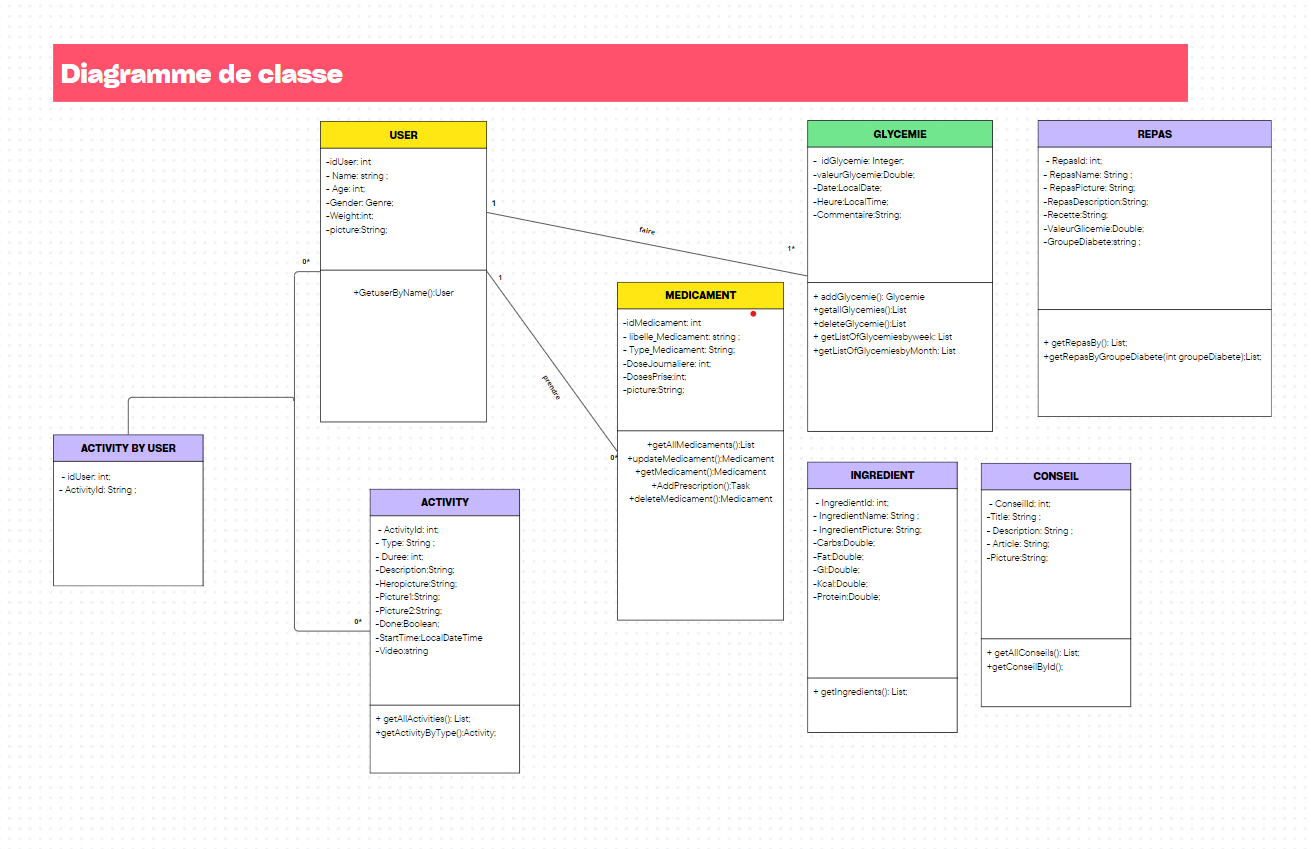 Diagramme de classe
USER
-idUser: int
- Name: string ;
- Age: int;
-Gender: Genre;
-Weight:int;
-picture:String;
+GetuserByName():User
1
faire
1*
1
prendre
0*
0*
0*
GLYCEMIE
- idGlycemie: Integer;
-valeurGlycemie:Double;
-Date:LocalDate;
-Heure:LocalTime;
-Commentaire:String;
+ addGlycemie(): Glycemie
+getallGlycemies():List
+deleteGlycemie():List
+ getListOfGlycemiesbyweek: List
+getListOfGlycemiesbyMonth: List
REPAS
- RepasId: int;
- RepasName: String ;
- RepasPicture: String;
-RepasDescription:String;
-Recette:String;
-ValeurGlicemie:Double;
-GroupeDiabete:string ;
+ getRepasBy(): List;
+getRepasByGroupeDiabete(int groupeDiabete):List;
MEDICAMENT
-idMedicament: int
- libelle_Medicament: string ;
- Type_Medicament: String;
-DoseJournaliere: int;
-DosesPrise:int;
-picture:String;
+getAllMedicaments():List
+updateMedicament():Medicament
+getMedicament():Medicament
+AddPrescription():Task
+deleteMedicament():Medicament
ACTIVITY BY USER
- idUser: int;
- ActivityId: String ;
ACTIVITY
- ActivityId: int;
- Type: String ;
- Duree: int;
-Description:String;
-Heropicture:String;
-Picture1:String;
-Picture2:String;
-Done:Boolean;
-StartTime:LocalDateTime
-Video:string
+ getAllActivities(): List;
+getActivityByType():Activity;
INGREDIENT
- IngredientId: int;
- IngredientName: String ;
- IngredientPicture: String;
-Carbs:Double;
-Fat:Double;
-GI:Double;
-Kcal:Double;
-Protein:Double;
+ getIngredients(): List;
CONSEIL
- ConseilId: int;
-Title: String ;
- Description: String ;
- Article: String;
-Picture:String;
+ getAllConseils(): List;
+getConseilById();